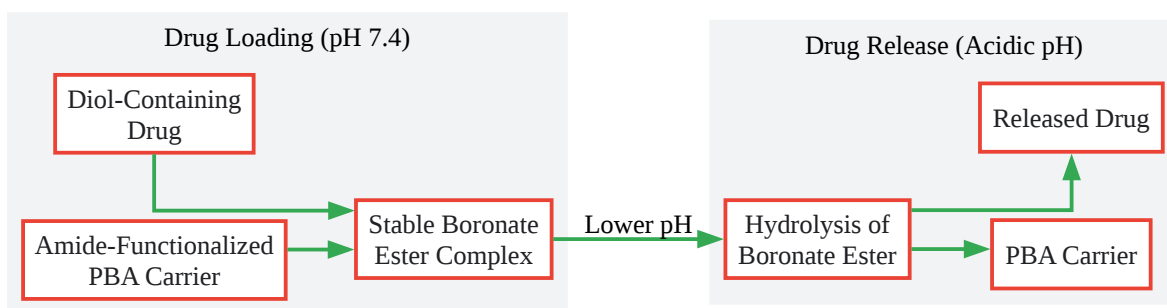 Drug Loading (pH 7.4)
Diol-Containing
Drug
Amide-Functionalized
PBA Carrier
Stable Boronate
Ester Complex
Lower pH
Drug Release (Acidic pH)
Hydrolysis of
Boronate Ester
Released Drug
PBA Carrier